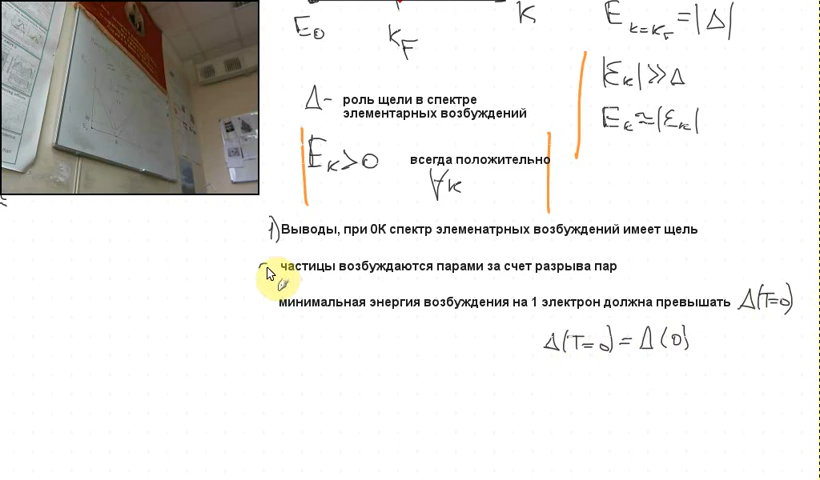 E₀
k_F
K
E_{k=k_F} = |Δ|
|ξ_k| >> Δ
E_k ≈ |ξ_k|
Δ - роль щели в спектре
элементарных возбуждений
E_k > 0 всегда положительно
∀k
1) Выводы, при 0К спектр элеменатрных возбуждений имеет щель
частицы возбуждаются парами за счет разрыва пар
минимальная энергия возбуждения на 1 электрон должна превышать Δ(T=0)
Δ(T=0) = Δ(0)